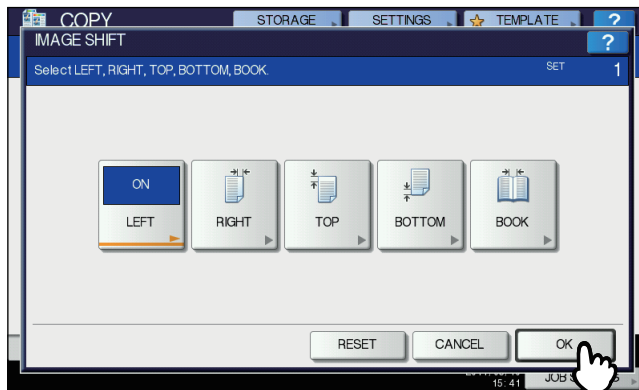 COPY STORAGE SETTINGS TEMPLATE ?
IMAGE SHIFT ?
Select LEFT, RIGHT, TOP, BOTTOM, BOOK. SET 1
ON
LEFT RIGHT TOP BOTTOM BOOK
RESET CANCEL OK
15:41 JOB